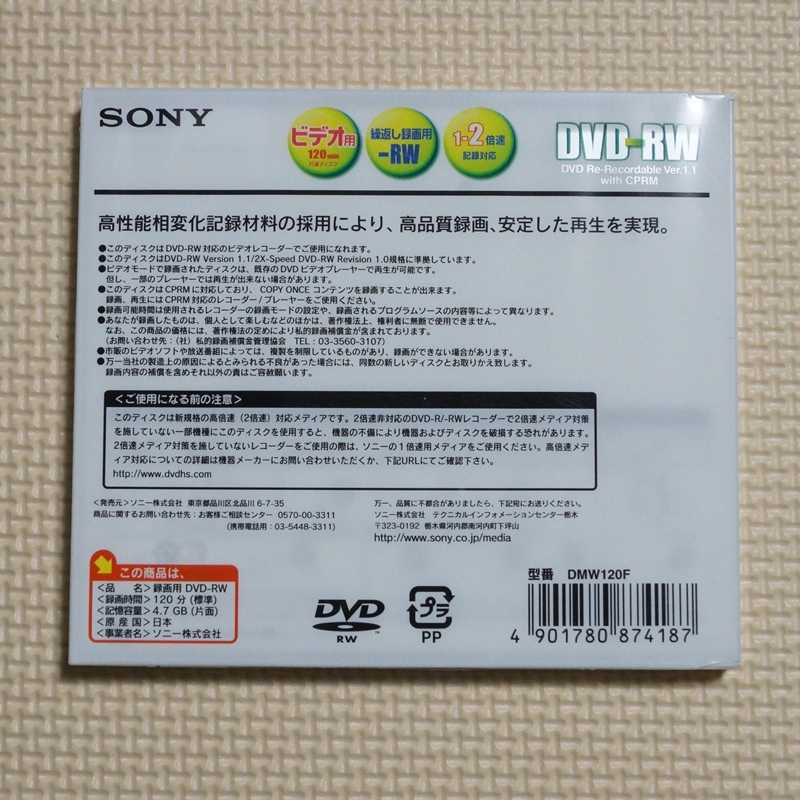 SONY
ビデオ用
120min
片面ディスク
繰返し録画用
-RW
1-2倍速
記録対応
DVD-RW
DVD Re-Recordable Ver.1.1
with CPRM
高性能相変化記録材料の採用により、高品質録画、安定した再生を実現。
●このディスクはDVD-RW対応のビデオレコーダーでご使用になれます。
●このディスクはDVD-RW Version 1.1/2X-Speed DVD-RW Revision 1.0規格に準拠しています。
●ビデオモードで録画されたディスクは、既存のDVDビデオプレーヤーで再生が可能です。
但し、一部のプレーヤーでは再生が出来ない場合があります。
●このディスクはCPRMに対応しており、COPY ONCE コンテンツを録画することが出来ます。
録画、再生にはCPRM対応のレコーダー/プレーヤーをご使用ください。
●録画可能時間は使用されるレコーダーの録画モードの設定や、録画されるプログラムソースの内容等によって異なります。
●あなたが録画したものは、個人として楽しむなどのほかは、著作権法上、権利者に無断で使用できません。
なお、この商品の価格には、著作権法の定めにより私的録画補償金が含まれております。
(お問い合わせ先:(社)私的録画補償金管理協会 TEL:03-3560-3107)
●市販のビデオソフトや放送番組によっては、複製を制限しているものがあり、録画ができない場合があります。
●万一当社の製造上の原因によるとみられる不良があった場合には、同数の新しいディスクとお取りかえ致します。
録画内容の補償を含めそれ以外の責はご容赦願います。
<ご使用になる前の注意>
このディスクは新規格の高倍速(2倍速)対応メディアです。2倍速非対応のDVD-R/-RWレコーダーで2倍速メディア対策
を施していない一部機種にこのディスクを使用すると、機器の不備により機器およびディスクを破損する恐れがあります。
2倍速メディア対策を施していないレコーダーをご使用の際は、ソニーの1倍速用メディアをご使用ください。高倍速メデ
ィア対応についての詳細は機器メーカーにお問い合わせいただくか、下記URLにてご確認下さい。
http://www.dvdhs.com
<発売元>ソニー株式会社 東京都品川区北品川6-7-35
商品に関するお問い合わせ先:お客様ご相談センター 0570-00-3311
(携帯電話用:03-5448-3311)
万一、品質に不都合がありましたら、下記宛にお送りください。
ソニー株式会社 テクニカルインフォメーションセンター栃木
〒323-0192 栃木県河内郡南河内町下坪山
http://www.sony.co.jp/media
この商品は、
<品名>録画用 DVD-RW
<録画時間>120分(標準)
<記憶容量>4.7GB(片面)
<原産国>日本
<事業者名>ソニー株式会社
DVD
RW
プラ
PP
型番 DMW120F
4 901780 874187